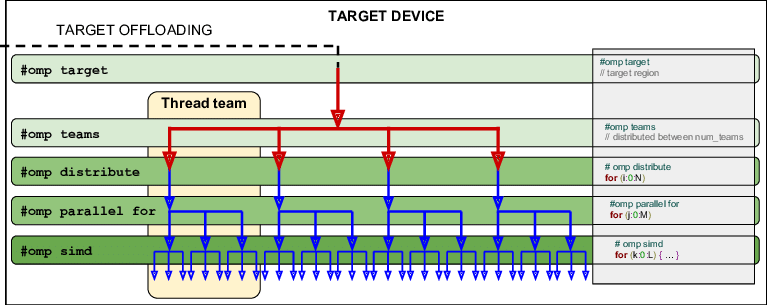 TARGET DEVICE
TARGET OFFLOADING
#omp target
#omp target
// target region
Thread team
#omp teams
#omp teams
// distributed between num_teams
#omp distribute
# omp distribute
for (i:0:N)
#omp parallel for
#omp parallel for
for (j:0:M)
#omp simd
# omp simd
for (k:0:L) { ... }